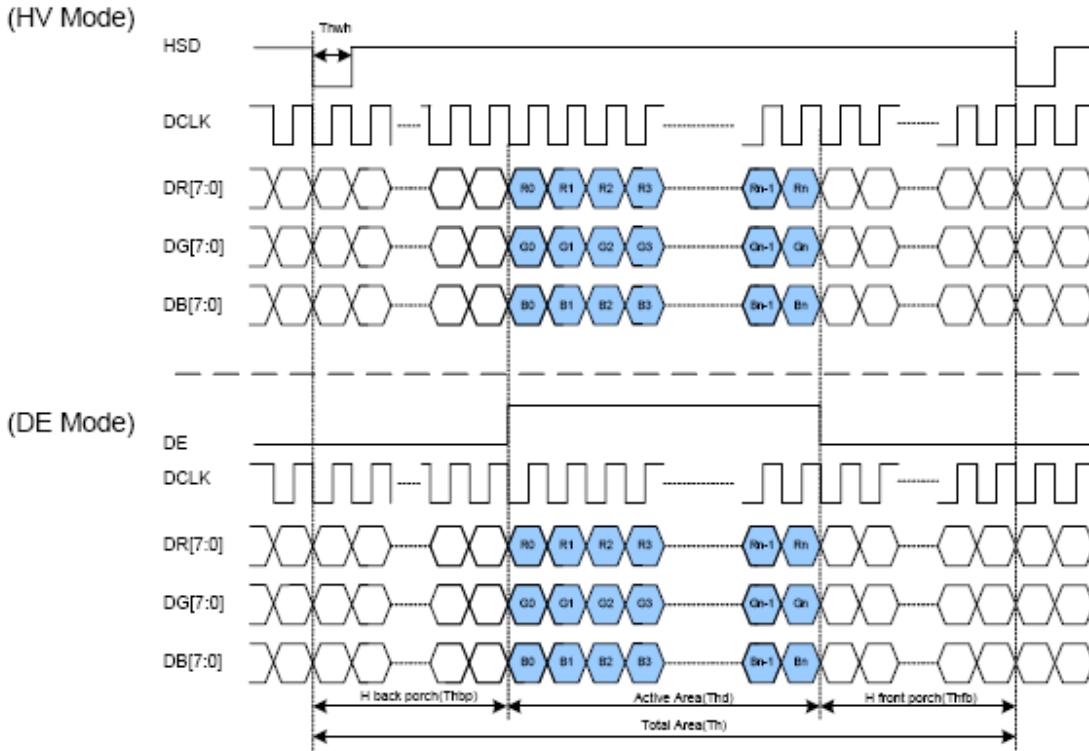 (HV Mode)
Thwh
HSD
DCLK
DR[7:0] R0 R1 R2 R3 Rn-1 Rn
DG[7:0] G0 G1 G2 G3 Gn-1 Gn
DB[7:0] B0 B1 B2 B3 Bn-1 Bn
(DE Mode)
DE
DCLK
DR[7:0] R0 R1 R2 R3 Rn-1 Rn
DG[7:0] G0 G1 G2 G3 Gn-1 Gn
DB[7:0] B0 B1 B2 B3 Bn-1 Bn
H back porch(Thbp) Active Area(Thd) H front porch(Thfb)
Total Area(Th)